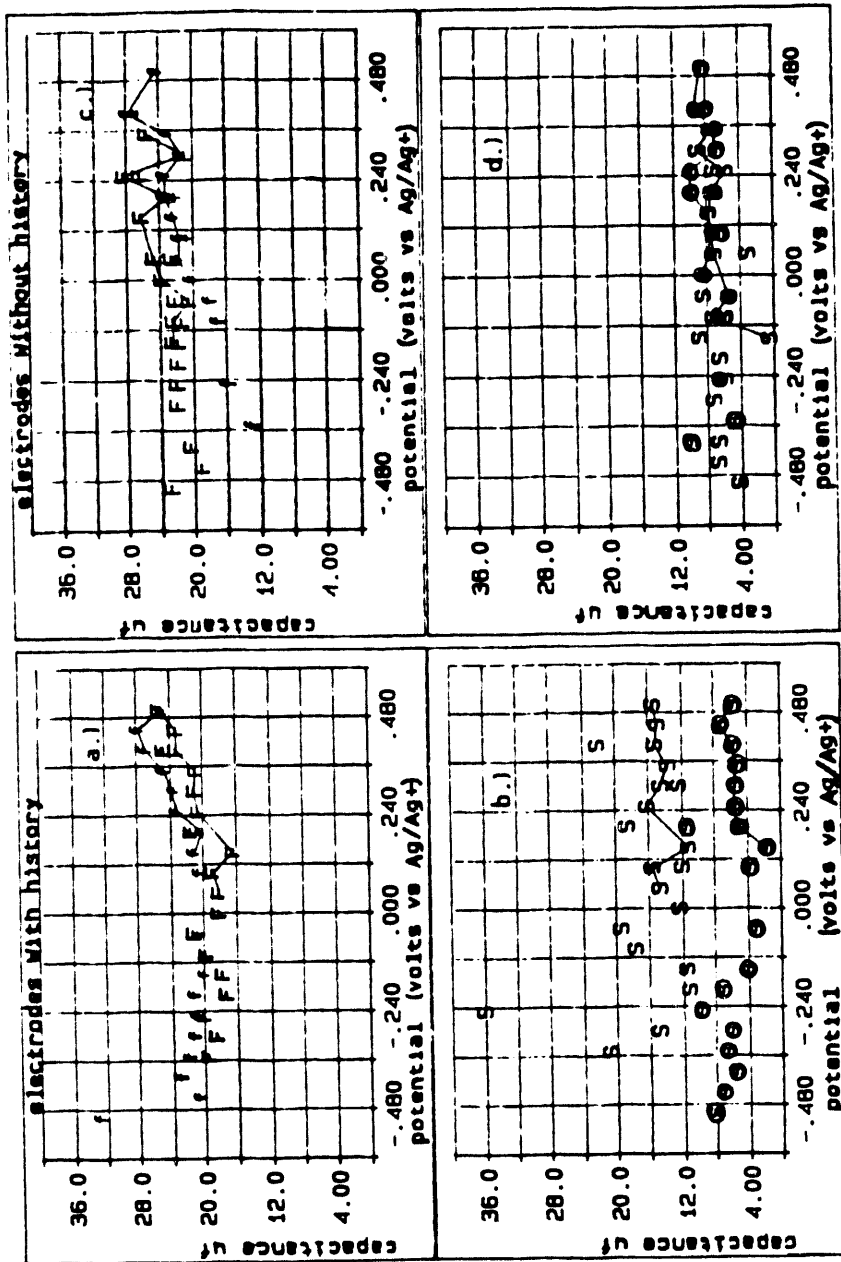 electrodes With history
a.)
36.0
28.0
20.0
12.0
4.00
capacitance uf
-.480 -.240 .000 .240 .480
potential (volts vs Ag/Ag+)
b.)
36.0
28.0
20.0
12.0
4.00
capacitance uf
-.480 -.240 .000 .240 .480
potential (volts vs Ag/Ag+)
electrodes Without history
c.)
36.0
28.0
20.0
12.0
4.00
capacitance uf
-.480 -.240 .000 .240 .480
potential (volts vs Ag/Ag+)
d.)
36.0
28.0
20.0
12.0
4.00
capacitance uf
-.480 -.240 .000 .240 .480
potential (volts vs Ag/Ag+)